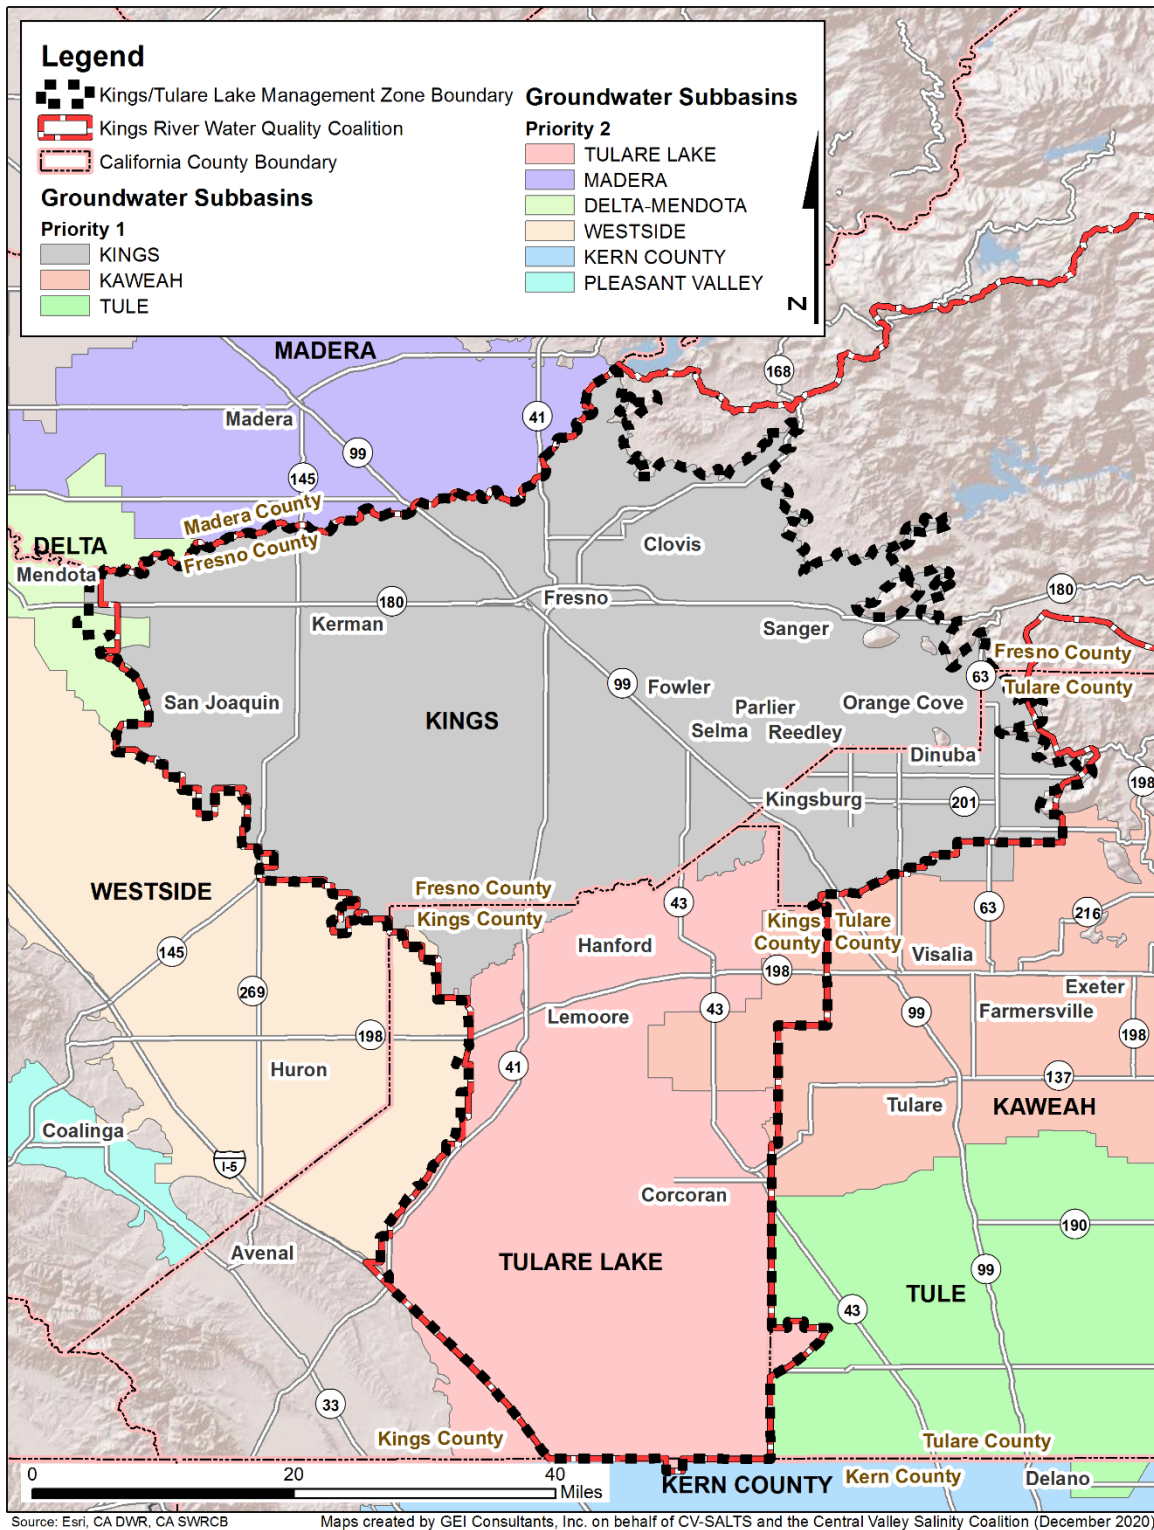 Legend
Kings/Tulare Lake Management Zone Boundary
Kings River Water Quality Coalition
California County Boundary
Groundwater Subbasins
Priority 1
KINGS
KAWEAH
TULE
Groundwater Subbasins
Priority 2
TULARE LAKE
MADERA
DELTA-MENDOTA
WESTSIDE
KERN COUNTY
PLEASANT VALLEY
N
MADERA
168
Madera
41
99
145
Madera County
Fresno County
DELTA
Mendota
Clovis
180
Fresno
180
Kerman
Sanger
Fresno County
63
Tulare County
99
Fowler
San Joaquin
Parlier
Orange Cove
KINGS
Selma
Reedley
Dinuba
198
Kingsburg
201
WESTSIDE
Fresno County
Kings County
43
63
216
Kings County
Tulare County
Hanford
Visalia
145
198
269
Exeter
43
99
Farmersville
Lemoore
198
198
Huron
41
137
Tulare
KAWEAH
Coalinga
I-5
Corcoran
190
Avenal
TULARE LAKE
99
TULE
43
33
Kings County
Tulare County
Kern County
Delano
KERN COUNTY
0 20 40
Miles
Source: Esri, CA DWR, CA SWRCB
Maps created by GEI Consultants, Inc. on behalf of CV-SALTS and the Central Valley Salinity Coalition (December 2020)